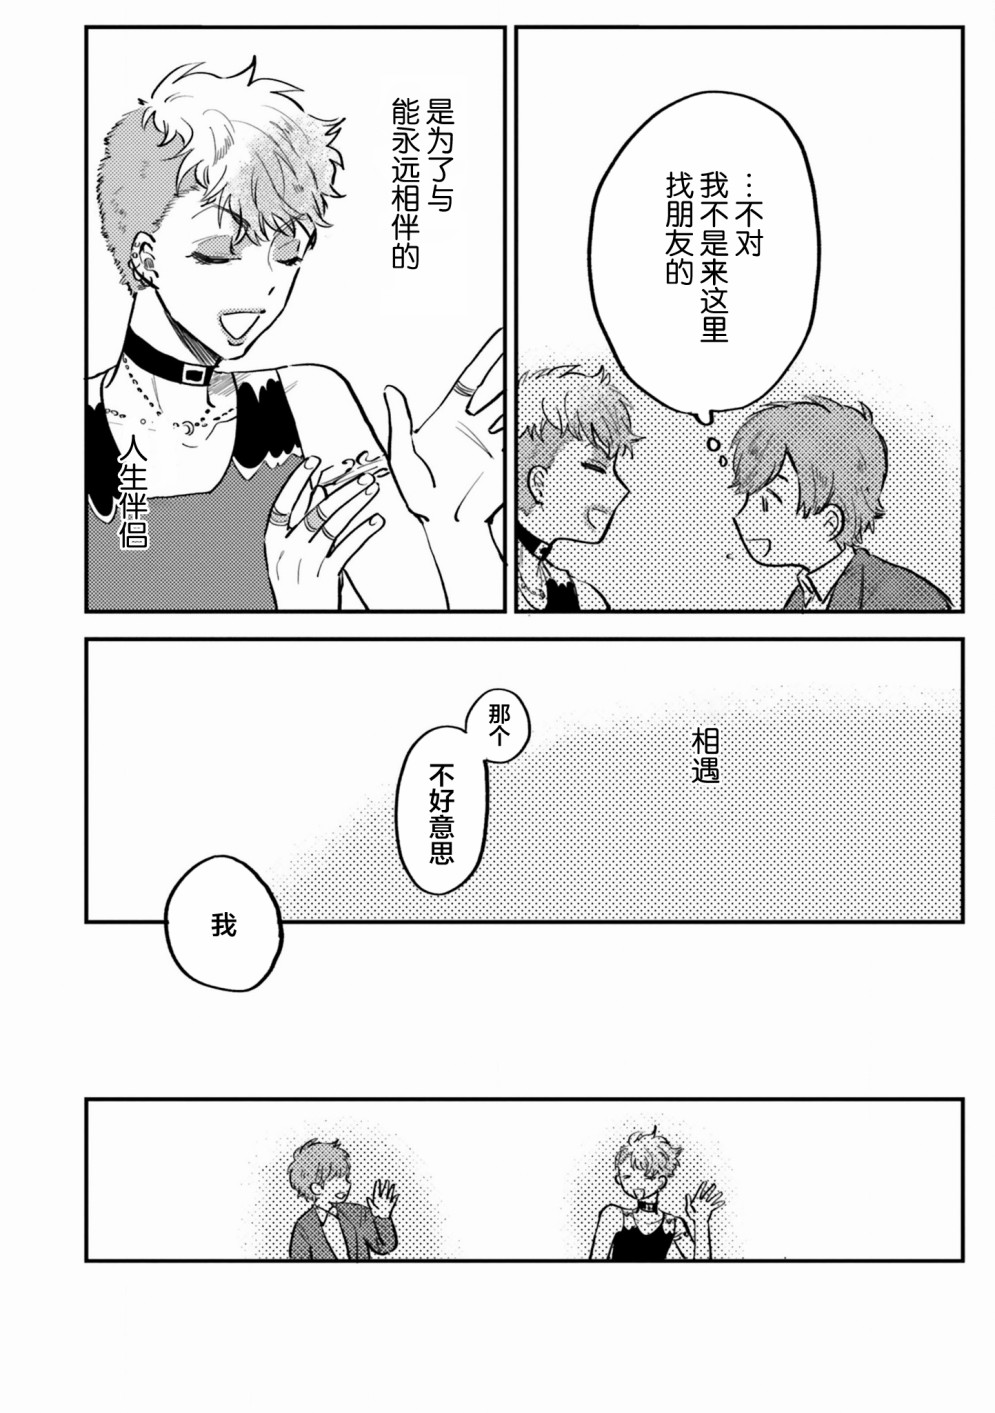 …不对
我不是来这里
找朋友的
是为了与
能永远相伴的
人生伴侣
相遇
那个
不好意思
我